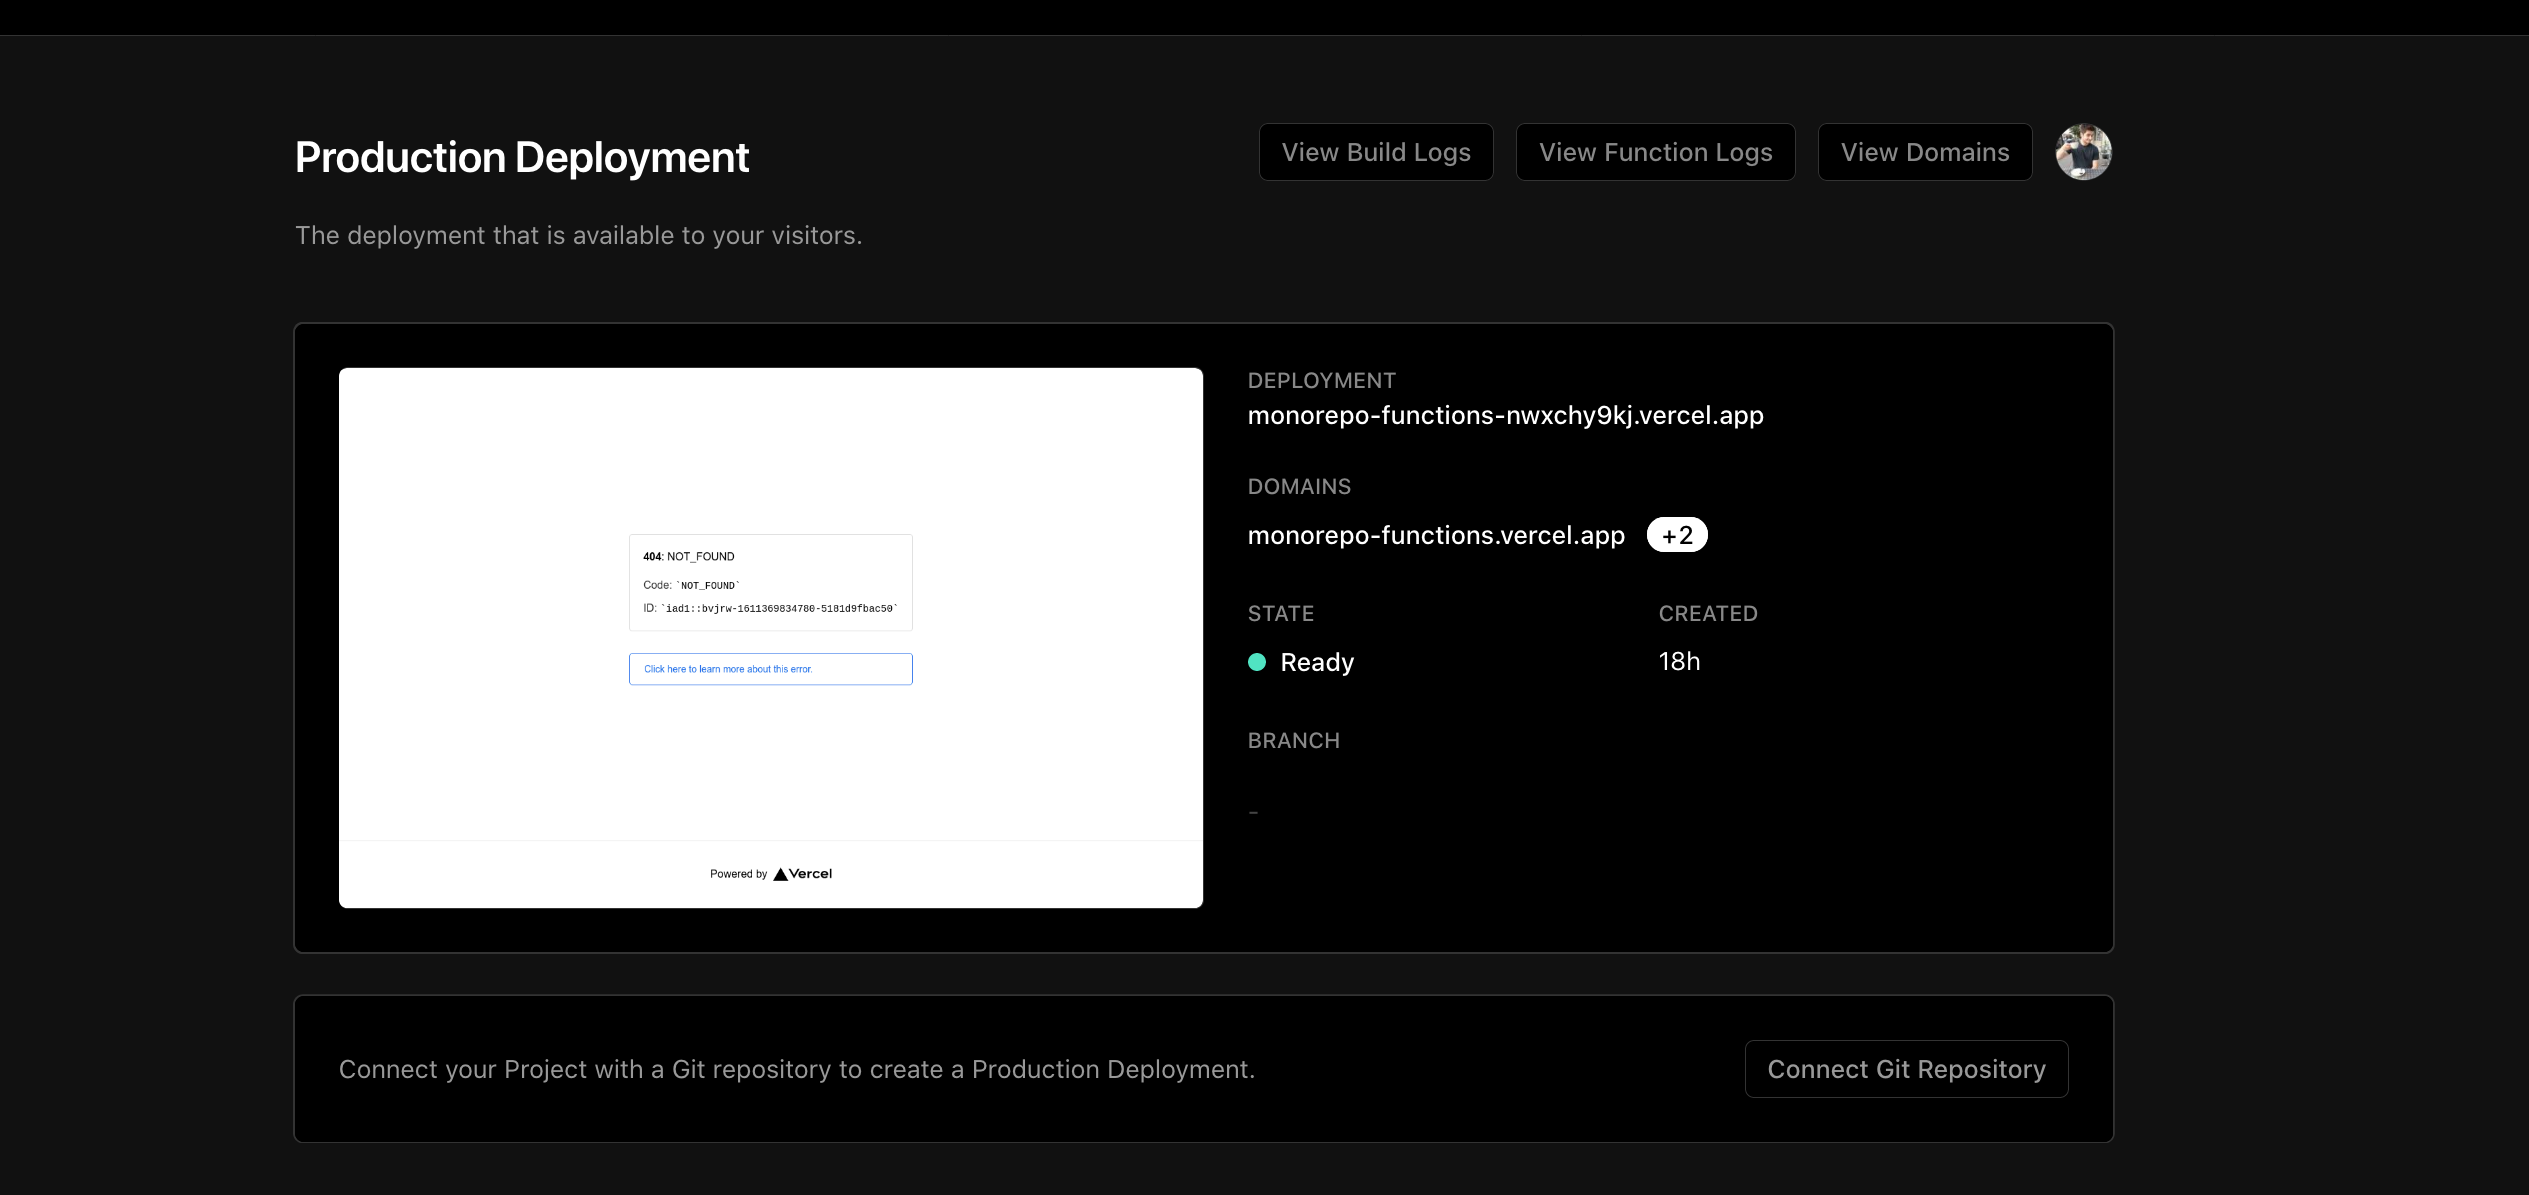 Production Deployment
View Build Logs
View Function Logs
View Domains
The deployment that is available to your visitors.
404: NOT_FOUND
Code: `NOT_FOUND`
ID: `iad1::bvjrw-1611369834780-5181d9fbac50`
Click here to learn more about this error.
Powered by Vercel
DEPLOYMENT
monorepo-functions-nwxchy9kj.vercel.app
DOMAINS
monorepo-functions.vercel.app +2
STATE
Ready
CREATED
18h
BRANCH
-
Connect your Project with a Git repository to create a Production Deployment.
Connect Git Repository